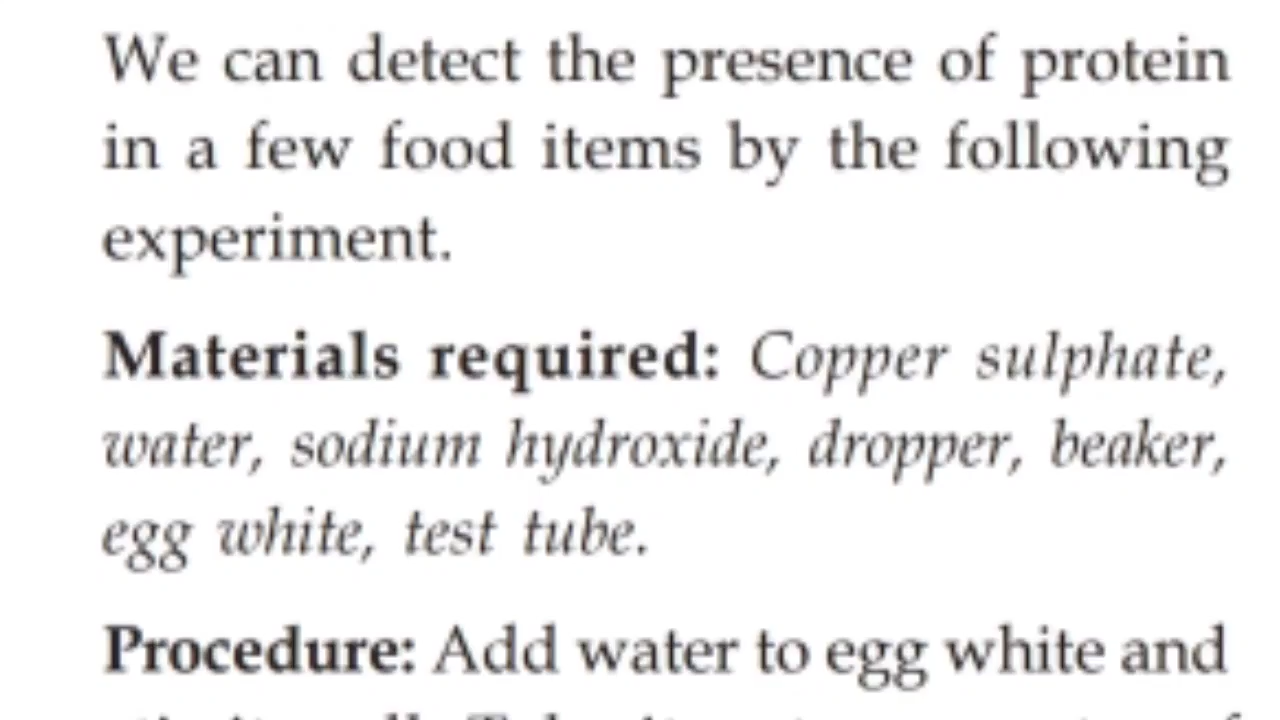 We can detect the presence of protein
in a few food items by the following
experiment.
Materials required: Copper sulphate,
water, sodium hydroxide, dropper, beaker,
egg white, test tube.
Procedure: Add water to egg white and